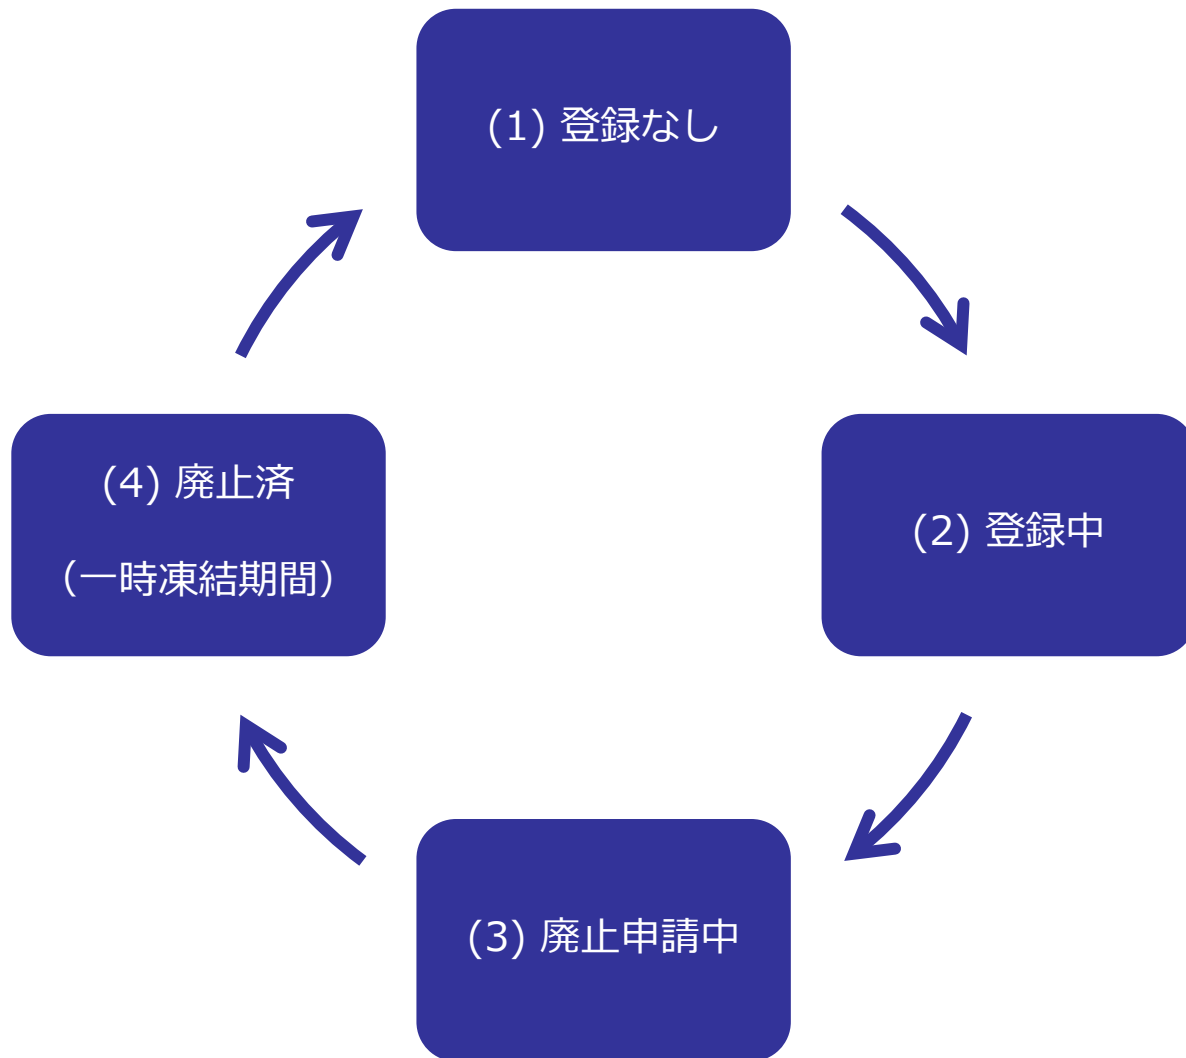 (1) 登録なし
(2) 登録中
(3) 廃止申請中
(4) 廃止済
（一時凍結期間）